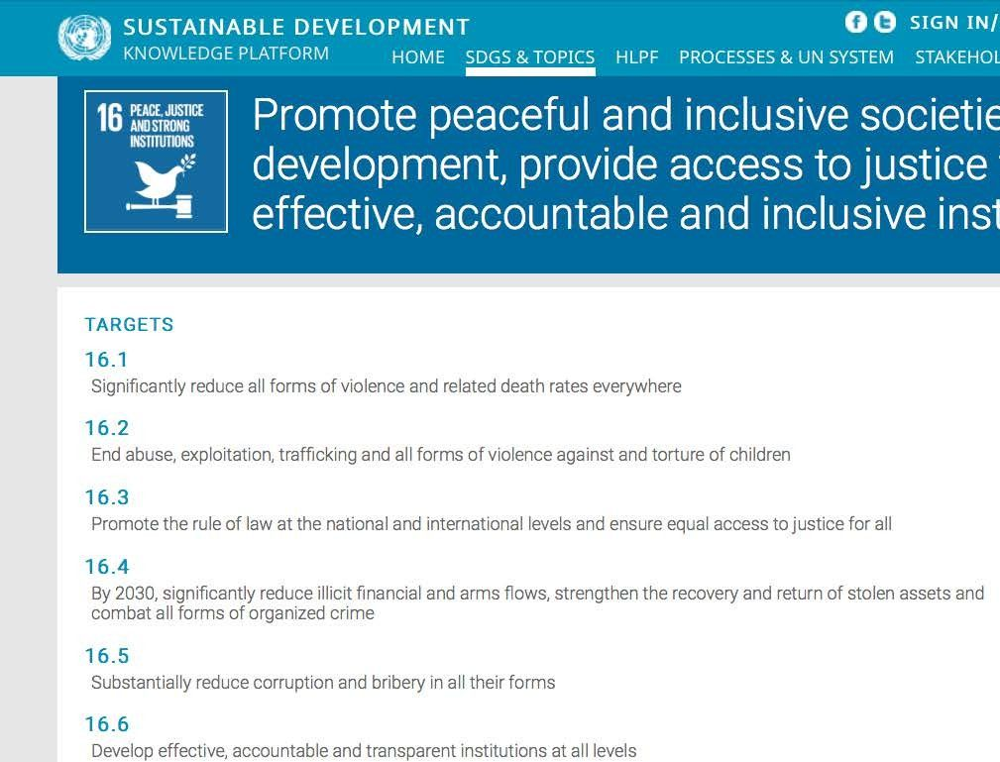 SUSTAINABLE DEVELOPMENT
KNOWLEDGE PLATFORM
SIGN IN/
HOME SDGS & TOPICS HLPF PROCESSES & UN SYSTEM STAKEHOL
16 PEACE, JUSTICE
AND STRONG
INSTITUTIONS
Promote peaceful and inclusive societie
development, provide access to justice
effective, accountable and inclusive inst
TARGETS
16.1
Significantly reduce all forms of violence and related death rates everywhere
16.2
End abuse, exploitation, trafficking and all forms of violence against and torture of children
16.3
Promote the rule of law at the national and international levels and ensure equal access to justice for all
16.4
By 2030, significantly reduce illicit financial and arms flows, strengthen the recovery and return of stolen assets and
combat all forms of organized crime
16.5
Substantially reduce corruption and bribery in all their forms
16.6
Develop effective, accountable and transparent institutions at all levels